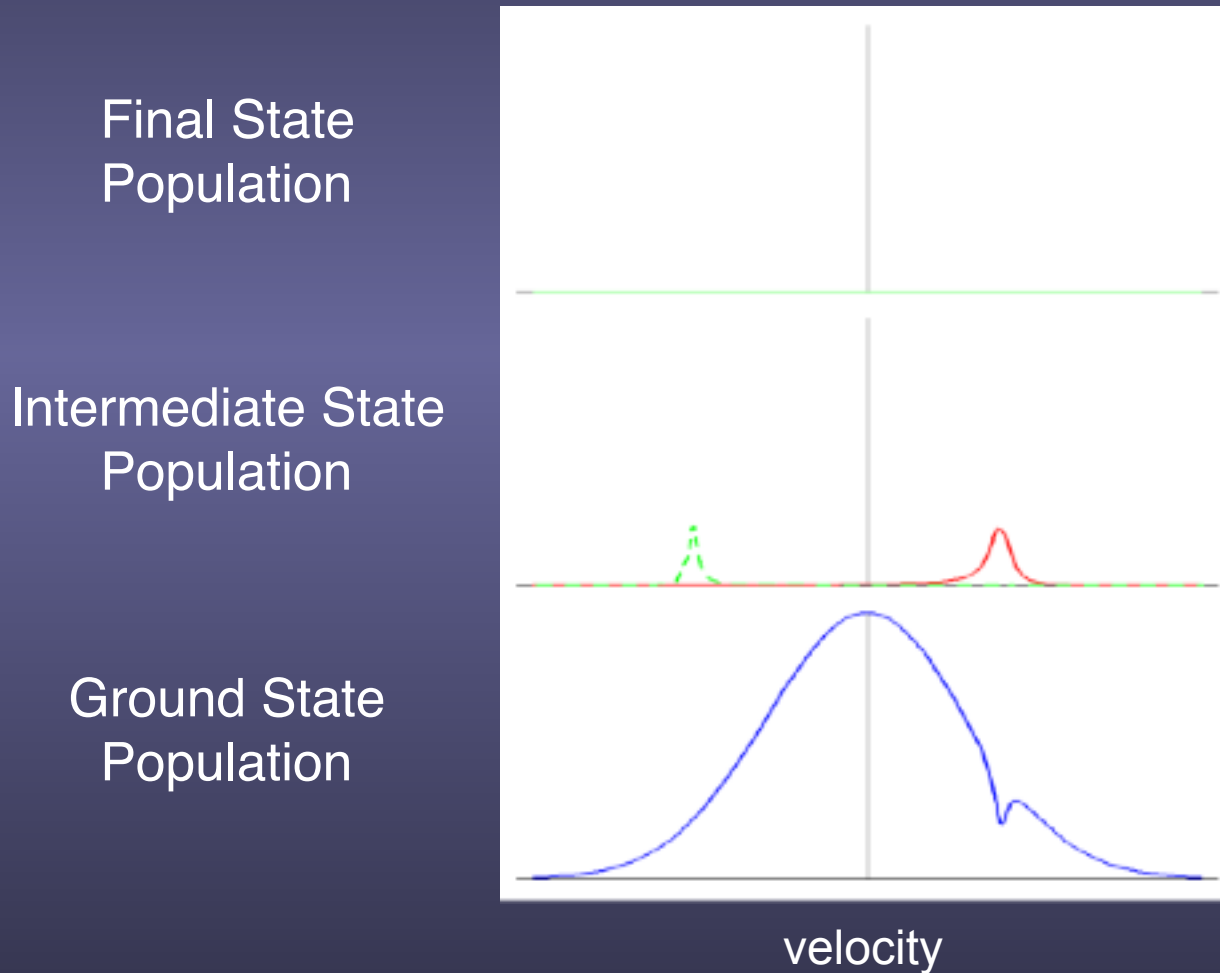 Final State
Population
Intermediate State
Population
Ground State
Population
velocity